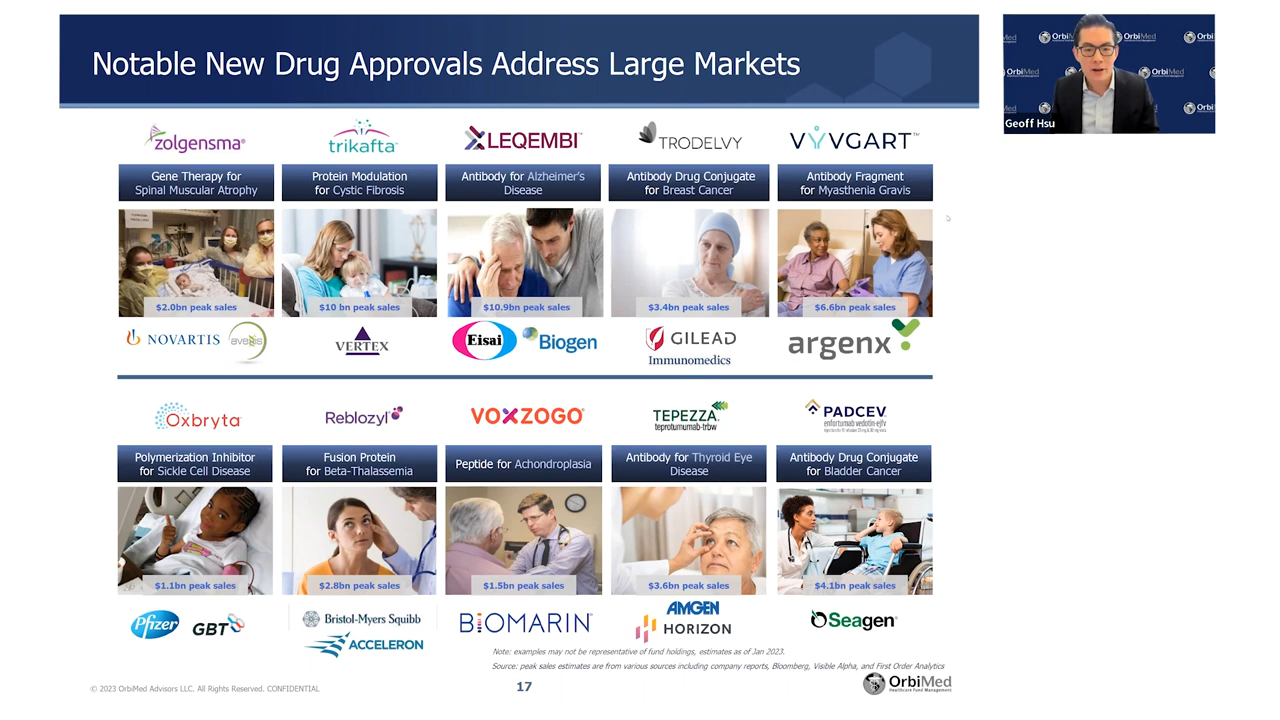 Notable New Drug Approvals Address Large Markets
OrbiMed
OrbiMed
OrbiMed
OrbiMed
Geoff Hsu
zolgensma®
trikafta™
LEQEMBI™
TRODELVY
VYVGART™
Gene Therapy for
Spinal Muscular Atrophy
Protein Modulation
for Cystic Fibrosis
Antibody for Alzheimer's
Disease
Antibody Drug Conjugate
for Breast Cancer
Antibody Fragment
for Myasthenia Gravis
$2.0bn peak sales
$10 bn peak sales
$10.9bn peak sales
$3.4bn peak sales
$6.6bn peak sales
NOVARTIS
avexis
VERTEX
Eisai
Biogen
GILEAD
Immunomedics
argenx
Oxbryta
Reblozyl
VOXZOGO
TEPEZZA
teprotumumab-trbw
PADCEV
enfortumab vedotin-ejfv
Polymerization Inhibitor
for Sickle Cell Disease
Fusion Protein
for Beta-Thalassemia
Peptide for Achondroplasia
Antibody for Thyroid Eye
Disease
Antibody Drug Conjugate
for Bladder Cancer
$1.1bn peak sales
$2.8bn peak sales
$1.5bn peak sales
$3.6bn peak sales
$4.1bn peak sales
Pfizer
GBT
Bristol-Myers Squibb
ACCELERON
BIOMARIN
AMGEN
HORIZON
Seagen
Note: examples may not be representative of fund holdings, estimates as of Jan 2023.
Source: peak sales estimates are from various sources including company reports, Bloomberg, Visible Alpha, and First Order Analytics
© 2023 OrbiMed Advisors LLC. All Rights Reserved. CONFIDENTIAL
17
OrbiMed
Healthcare Fund Management